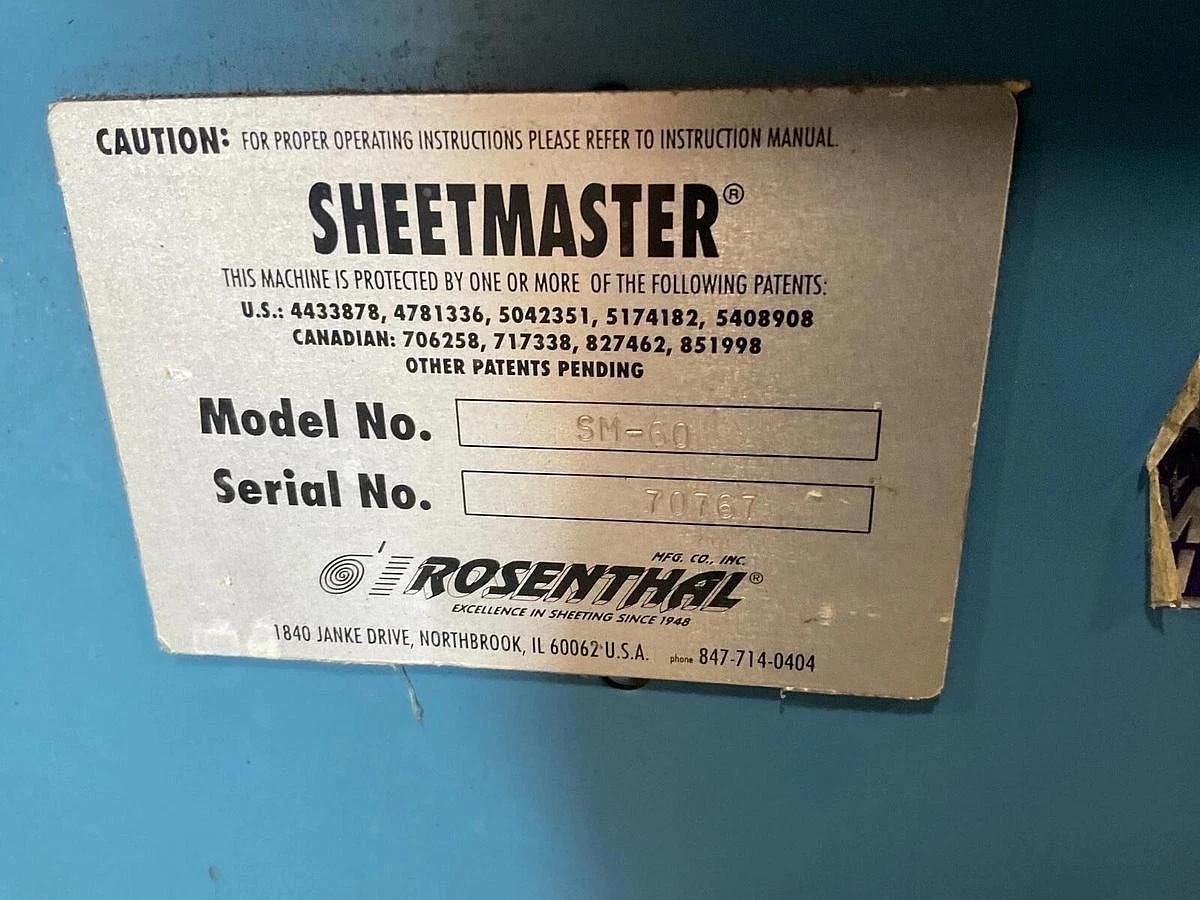 CAUTION: FOR PROPER OPERATING INSTRUCTIONS PLEASE REFER TO INSTRUCTION MANUAL.
SHEETMASTER®
THIS MACHINE IS PROTECTED BY ONE OR MORE OF THE FOLLOWING PATENTS:
U.S.: 4433878, 4781336, 5042351, 5174182, 5408908
CANADIAN: 706258, 717338, 827462, 851998
OTHER PATENTS PENDING
Model No. SM-60
Serial No. 70767
MFG. CO., INC.
ROSENTHAL®
EXCELLENCE IN SHEETING SINCE 1948
1840 JANKE DRIVE, NORTHBROOK, IL 60062 U.S.A. phone 847-714-0404